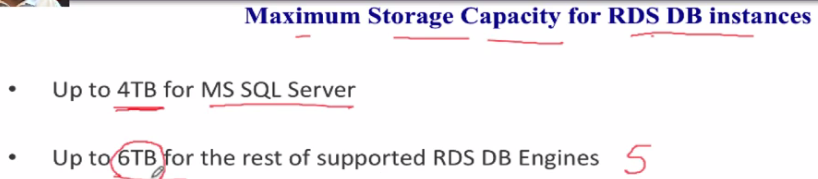 Maximum Storage Capacity for RDS DB instances
• Up to 4TB for MS SQL Server
• Up to 6TB for the rest of supported RDS DB Engines 5